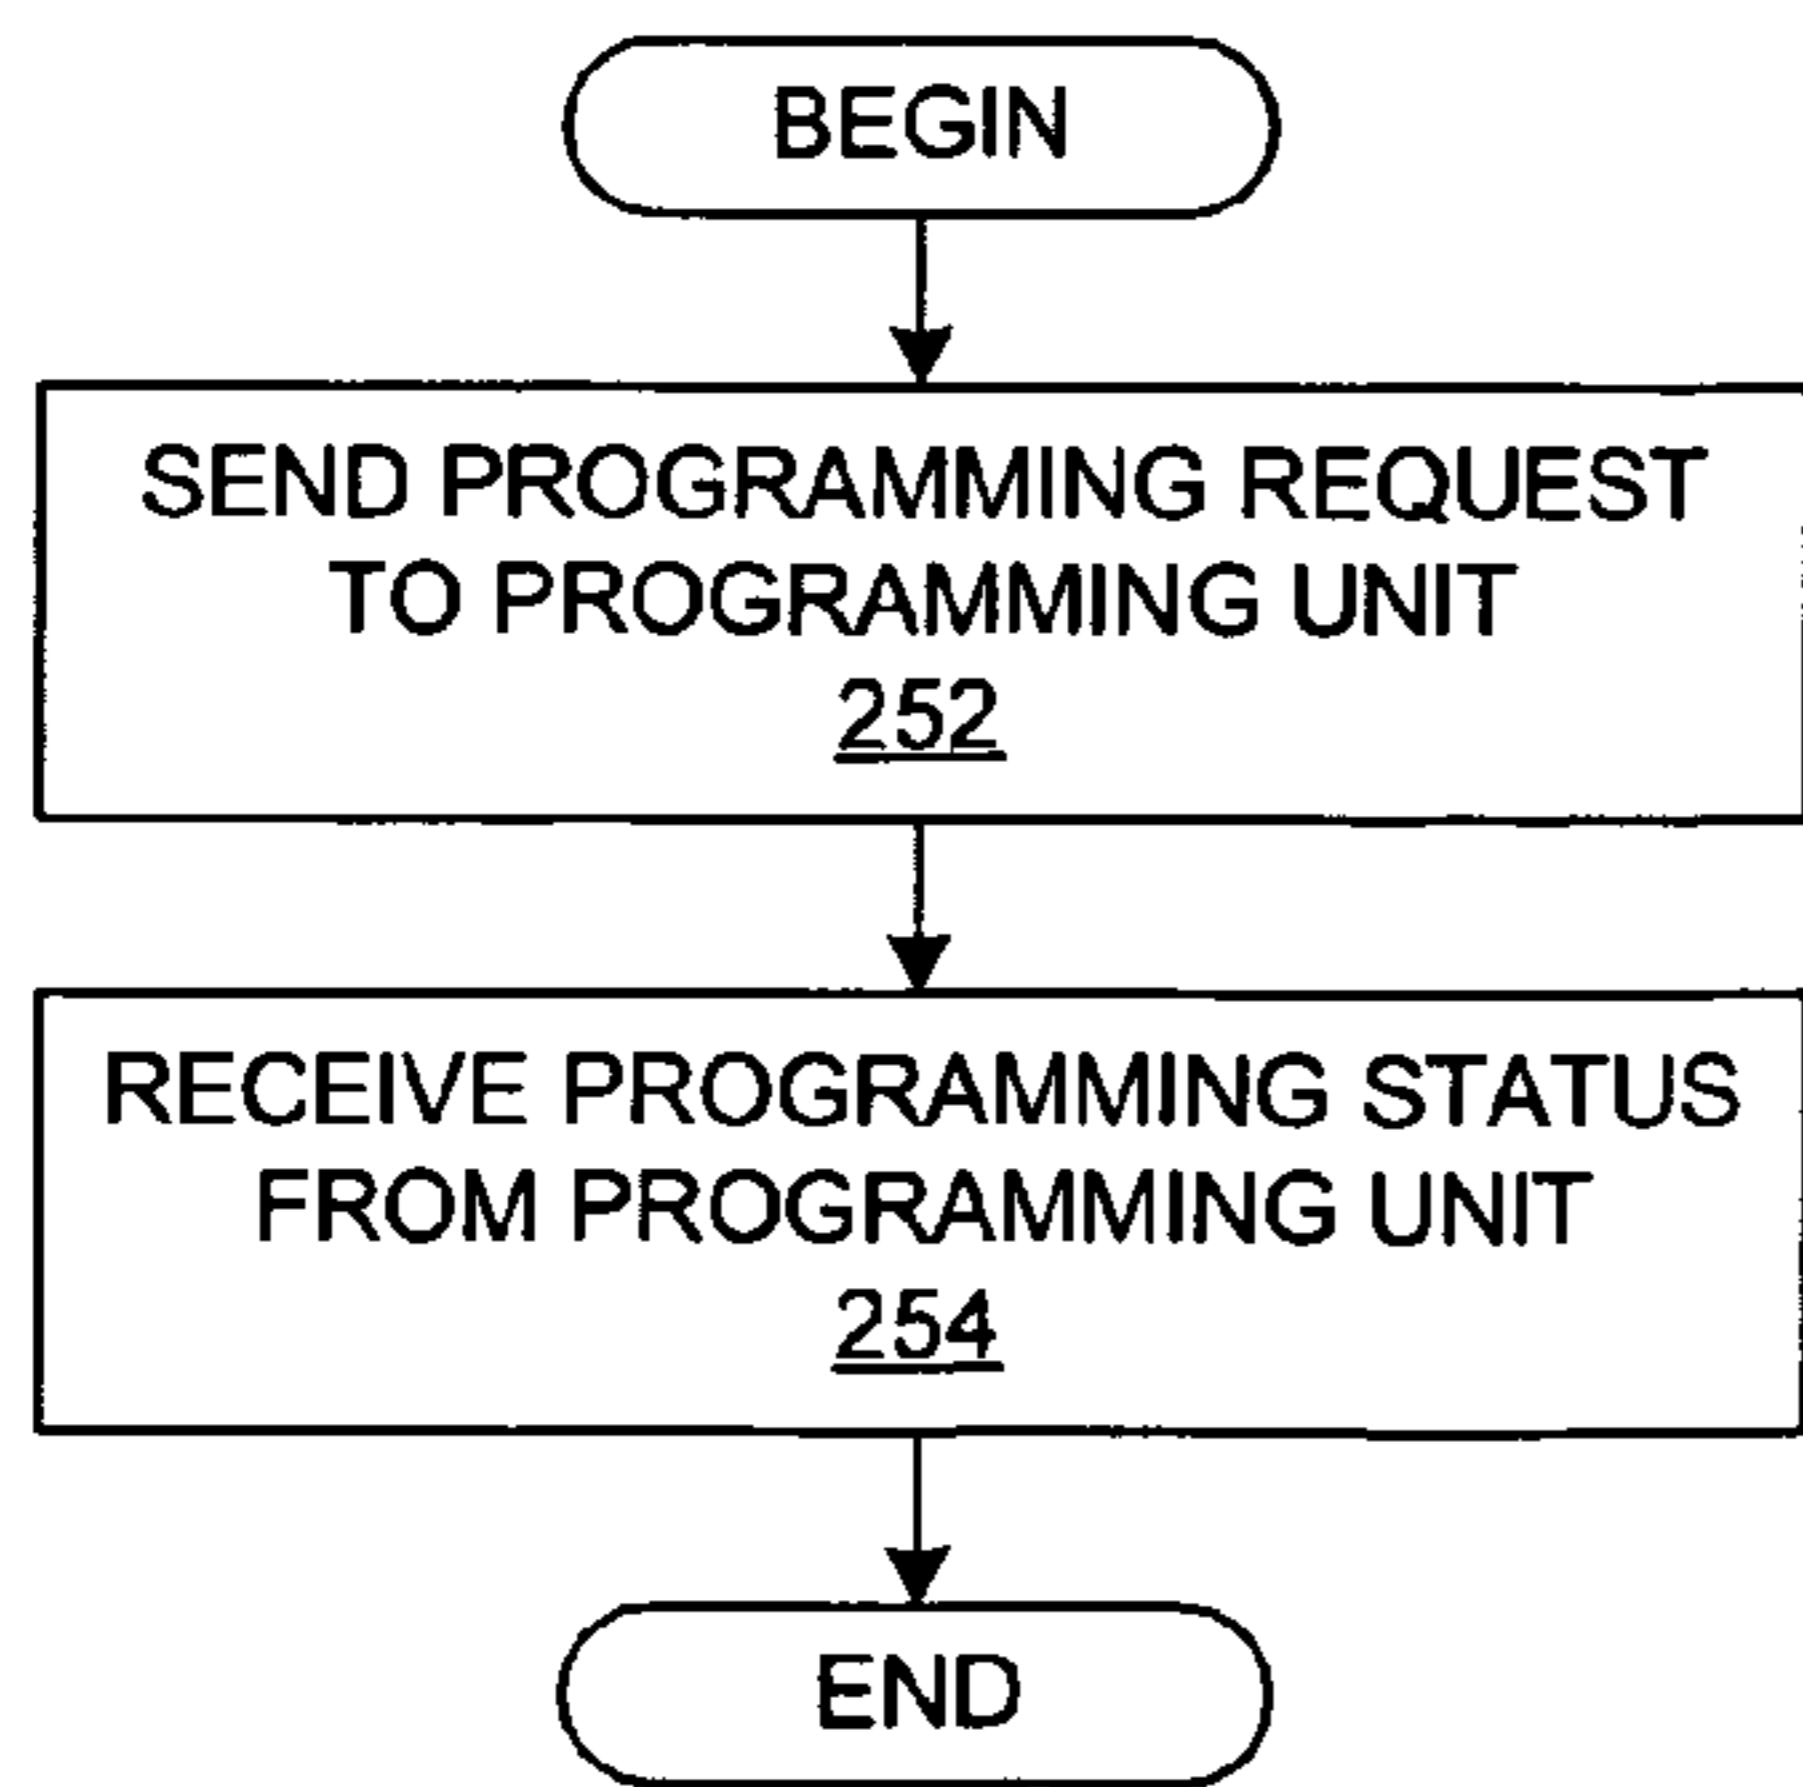 BEGIN
SEND PROGRAMMING REQUEST
TO PROGRAMMING UNIT
252
RECEIVE PROGRAMMING STATUS
FROM PROGRAMMING UNIT
254
END